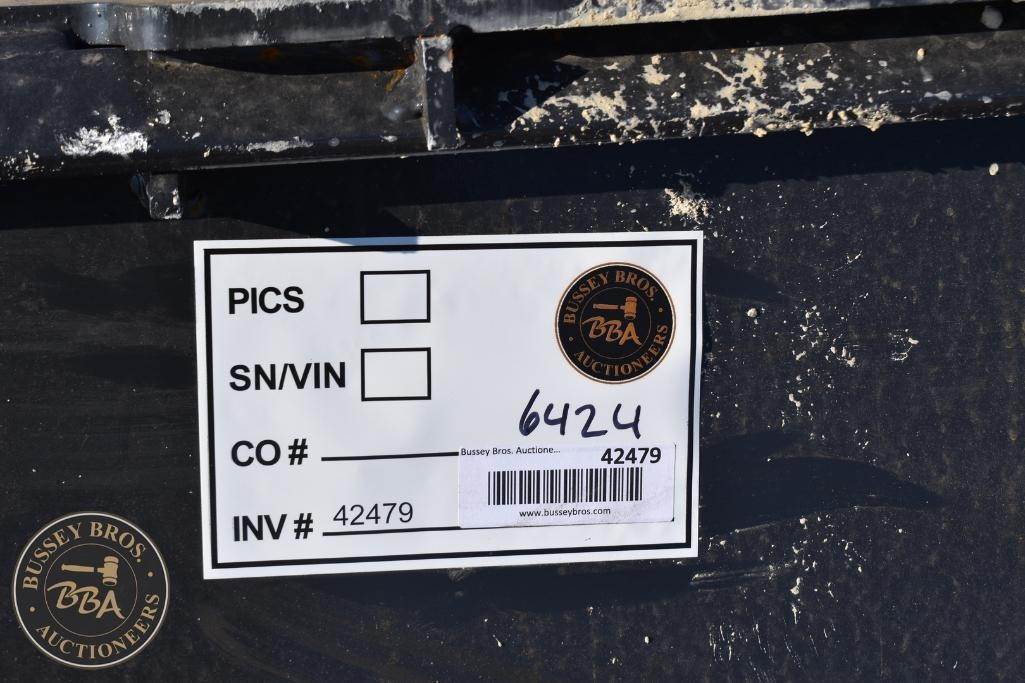 PICS
BUSSEY BROS.
BBA
AUCTIONEERS
SN/VIN
6424
CO #
Bussey Bros. Auctione...
42479
www.busseybros.com
INV # 42479
BUSSEY BROS.
BBA
AUCTIONEERS